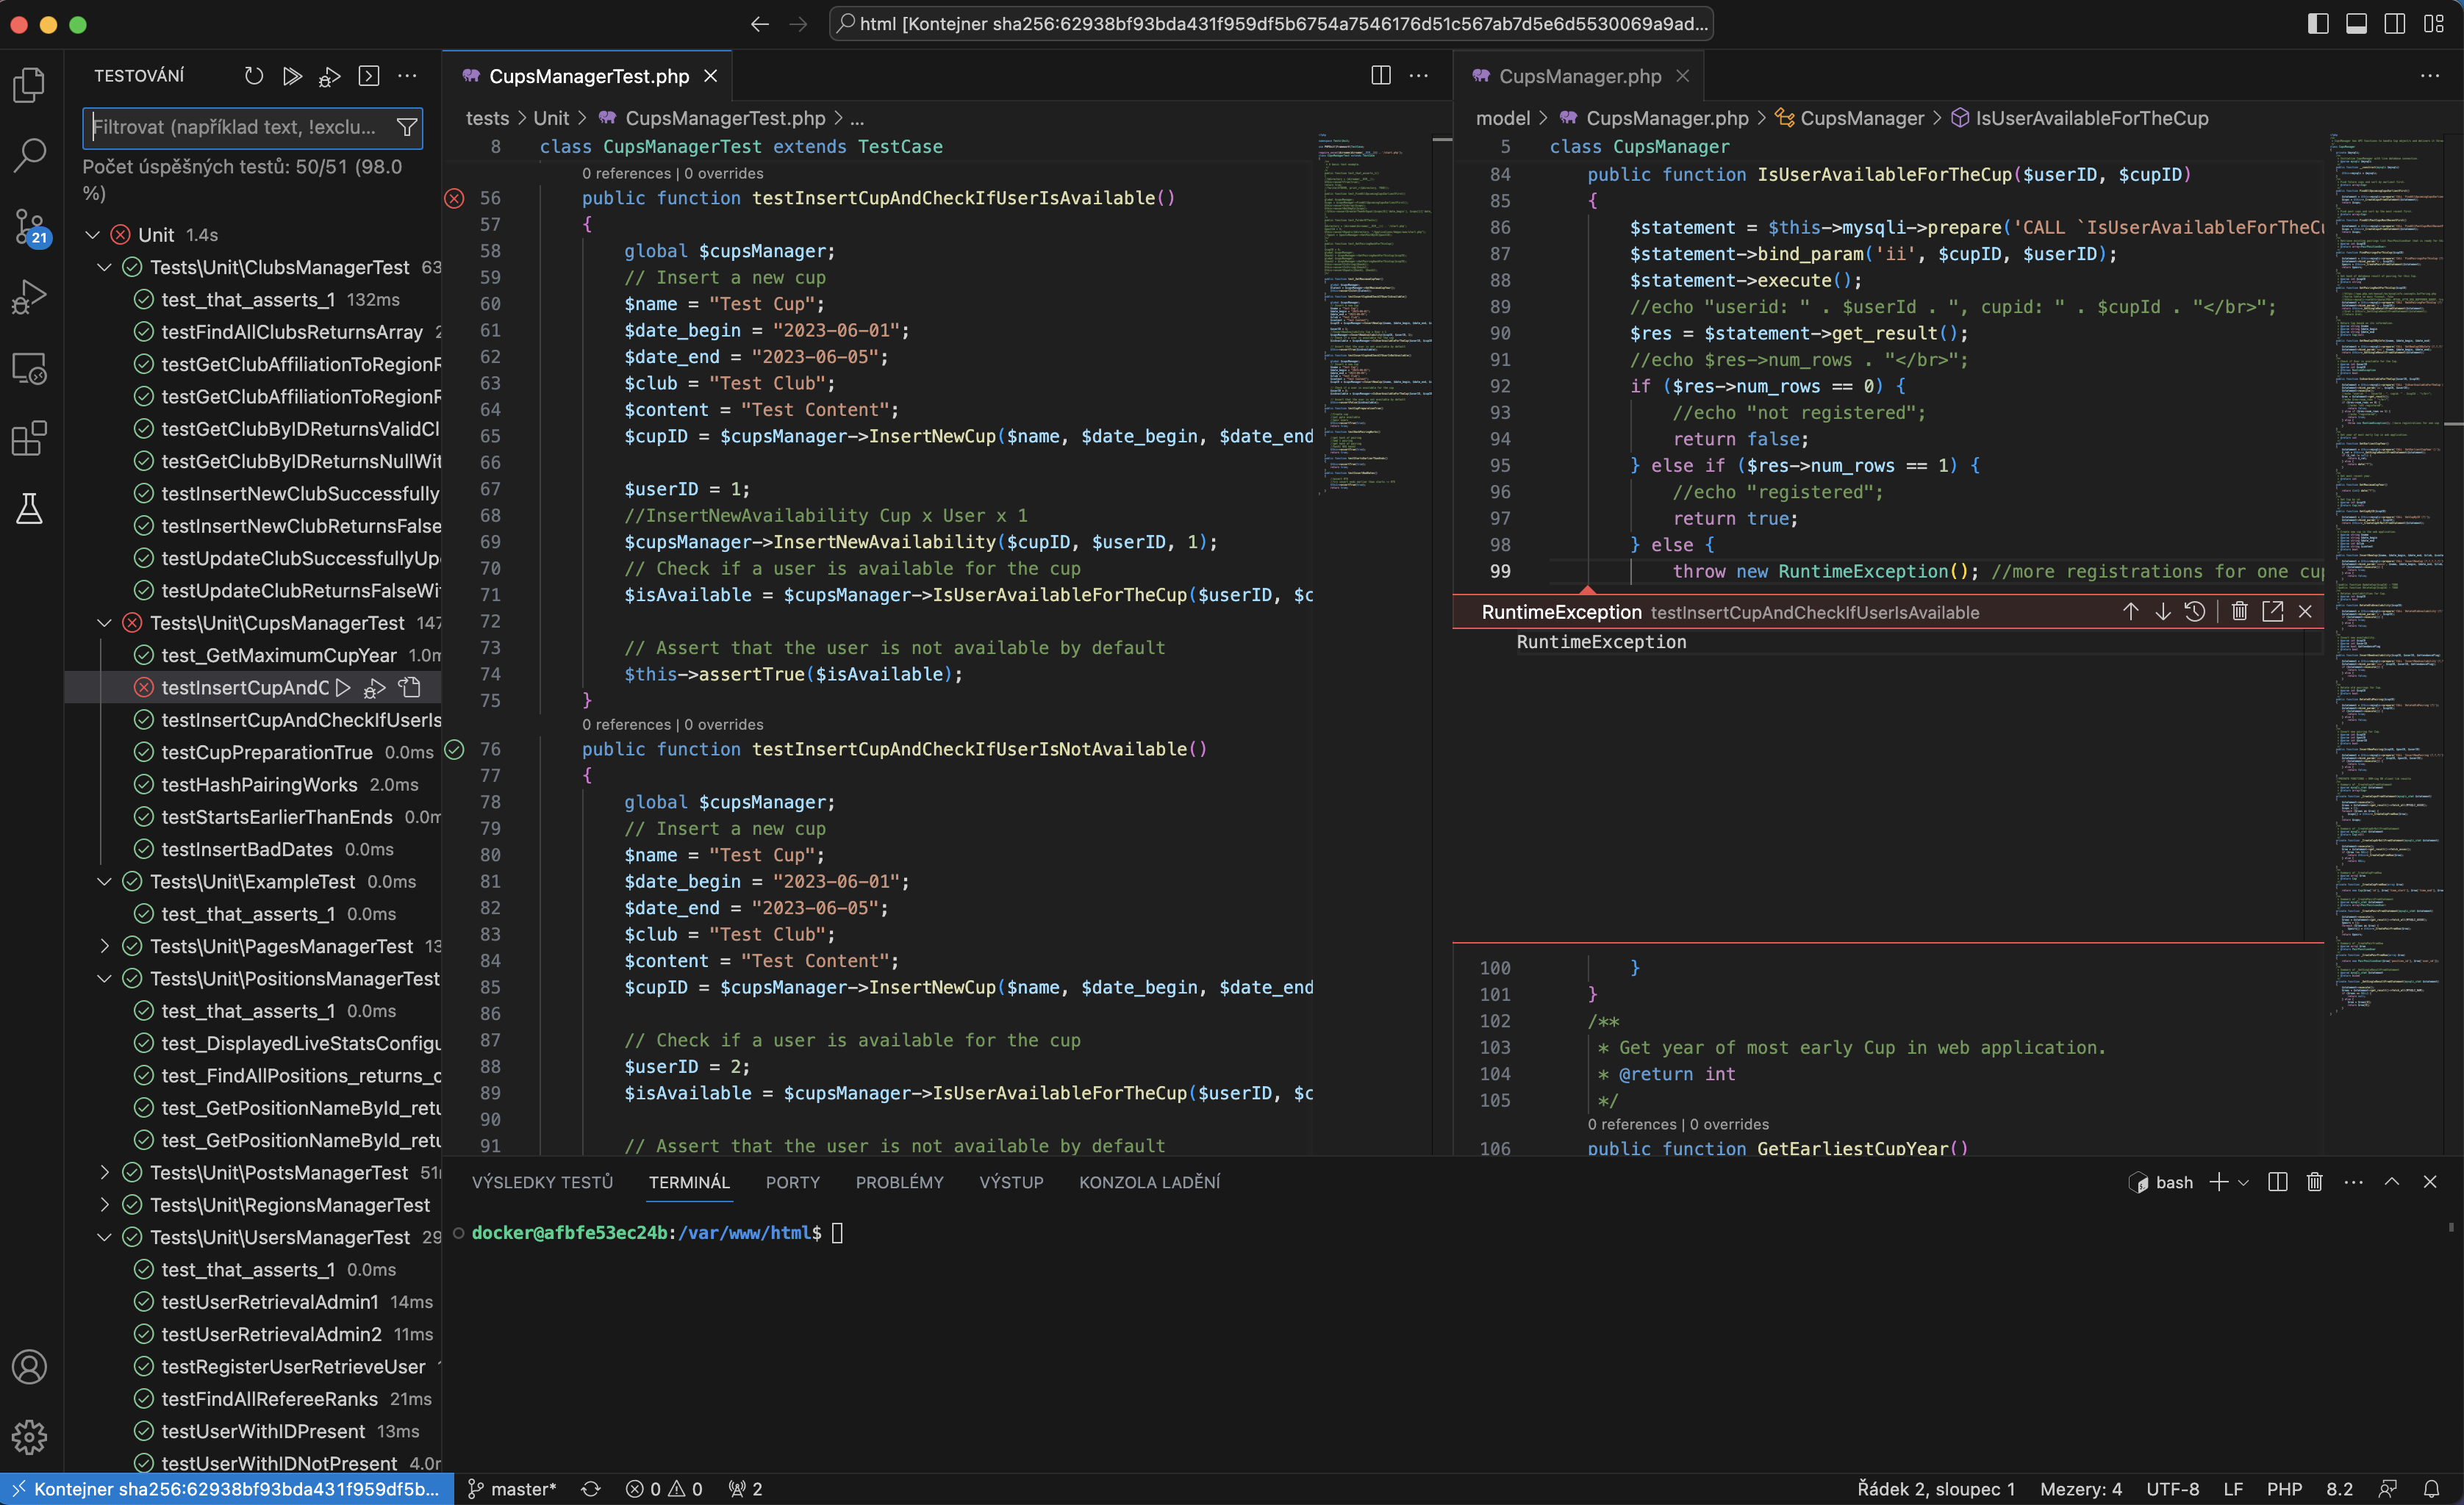 html [Kontejner sha256:62938bf93bda431f959df5b6754a7546176d51c567ab7d5e6d5530069a9ad...
TESTOVÁNÍ
Filtrovat (například text, !exclu...
Počet úspěšných testů: 50/51 (98.0
%)
Unit 1.4s
Tests\Unit\ClubsManagerTest 63
test_that_asserts_1 132ms
testFindAllClubsReturnsArray 2
testGetClubAffiliationToRegionR
testGetClubAffiliationToRegionR
testGetClubByIDReturnsValidCl
testGetClubByIDReturnsNullWit
testInsertNewClubSuccessfully
testInsertNewClubReturnsFalse
testUpdateClubSuccessfullyUp
testUpdateClubReturnsFalseWi
Tests\Unit\CupsManagerTest 147
test_GetMaximumCupYear 1.0m
testInsertCupAndC
testInsertCupAndCheckIfUserIs
testCupPreparationTrue 0.0ms
testHashPairingWorks 2.0ms
testStartsEarlierThanEnds 0.0m
testInsertBadDates 0.0ms
Tests\Unit\ExampleTest 0.0ms
test_that_asserts_1 0.0ms
Tests\Unit\PagesManagerTest 13
Tests\Unit\PositionsManagerTest
test_that_asserts_1 0.0ms
test_DisplayedLiveStatsConfigu
test_FindAllPositions_returns_c
test_GetPositionNameById_retu
test_GetPositionNameById_retu
Tests\Unit\PostsManagerTest 51
Tests\Unit\RegionsManagerTest
Tests\Unit\UsersManagerTest 29
test_that_asserts_1 0.0ms
testUserRetrievalAdmin1 14ms
testUserRetrievalAdmin2 11ms
testRegisterUserRetrieveUser
testFindAllRefereeRanks 21ms
testUserWithIDPresent 13ms
testUserWithIDNotPresent 4.0
21
CupsManagerTest.php
tests > Unit > CupsManagerTest.php > ...
8 class CupsManagerTest extends TestCase
0 references | 0 overrides
56 public function testInsertCupAndCheckIfUserIsAvailable()
57 {
58 global $cupsManager;
59 // Insert a new cup
60 $name = "Test Cup";
61 $date_begin = "2023-06-01";
62 $date_end = "2023-06-05";
63 $club = "Test Club";
64 $content = "Test Content";
65 $cupID = $cupsManager->InsertNewCup($name, $date_begin, $date_end
66
67 $userID = 1;
68 //InsertNewAvailability Cup x User x 1
69 $cupsManager->InsertNewAvailability($cupID, $userID, 1);
70 // Check if a user is available for the cup
71 $isAvailable = $cupsManager->IsUserAvailableForTheCup($userID, $c
72
73 // Assert that the user is not available by default
74 $this->assertTrue($isAvailable);
75 }
0 references | 0 overrides
76 public function testInsertCupAndCheckIfUserIsNotAvailable()
77 {
78 global $cupsManager;
79 // Insert a new cup
80 $name = "Test Cup";
81 $date_begin = "2023-06-01";
82 $date_end = "2023-06-05";
83 $club = "Test Club";
84 $content = "Test Content";
85 $cupID = $cupsManager->InsertNewCup($name, $date_begin, $date_end
86
87 // Check if a user is available for the cup
88 $userID = 2;
89 $isAvailable = $cupsManager->IsUserAvailableForTheCup($userID, $c
90
91 // Assert that the user is not available by default
CupsManager.php
model > CupsManager.php > CupsManager > IsUserAvailableForTheCup
5 class CupsManager
84 public function IsUserAvailableForTheCup($userID, $cupID)
85 {
86 $statement = $this->mysqli->prepare('CALL `IsUserAvailableForTheCu
87 $statement->bind_param('ii', $cupID, $userID);
88 $statement->execute();
89 //echo "userid: " . $userId . ", cupid: " . $cupId . "</br>";
90 $res = $statement->get_result();
91 //echo $res->num_rows . "</br>";
92 if ($res->num_rows == 0) {
93 //echo "not registered";
94 return false;
95 } else if ($res->num_rows == 1) {
96 //echo "registered";
97 return true;
98 } else {
99 throw new RuntimeException(); //more registrations for one cup
RuntimeException testInsertCupAndCheckIfUserIsAvailable
RuntimeException
100 }
101 }
102 /**
103 * Get year of most early Cup in web application.
104 * @return int
105 */
0 references | 0 overrides
106 public function GetEarliestCupYear()
VÝSLEDKY TESTŮ TERMINÁL PORTY PROBLÉMY VÝSTUP KONZOLA LADĚNÍ
bash
docker@afbfe53ec24b:/var/www/html$
Kontejner sha256:62938bf93bda431f959df5b... master* 0 0 2
Řádek 2, sloupec 1 Mezery: 4 UTF-8 LF PHP 8.2